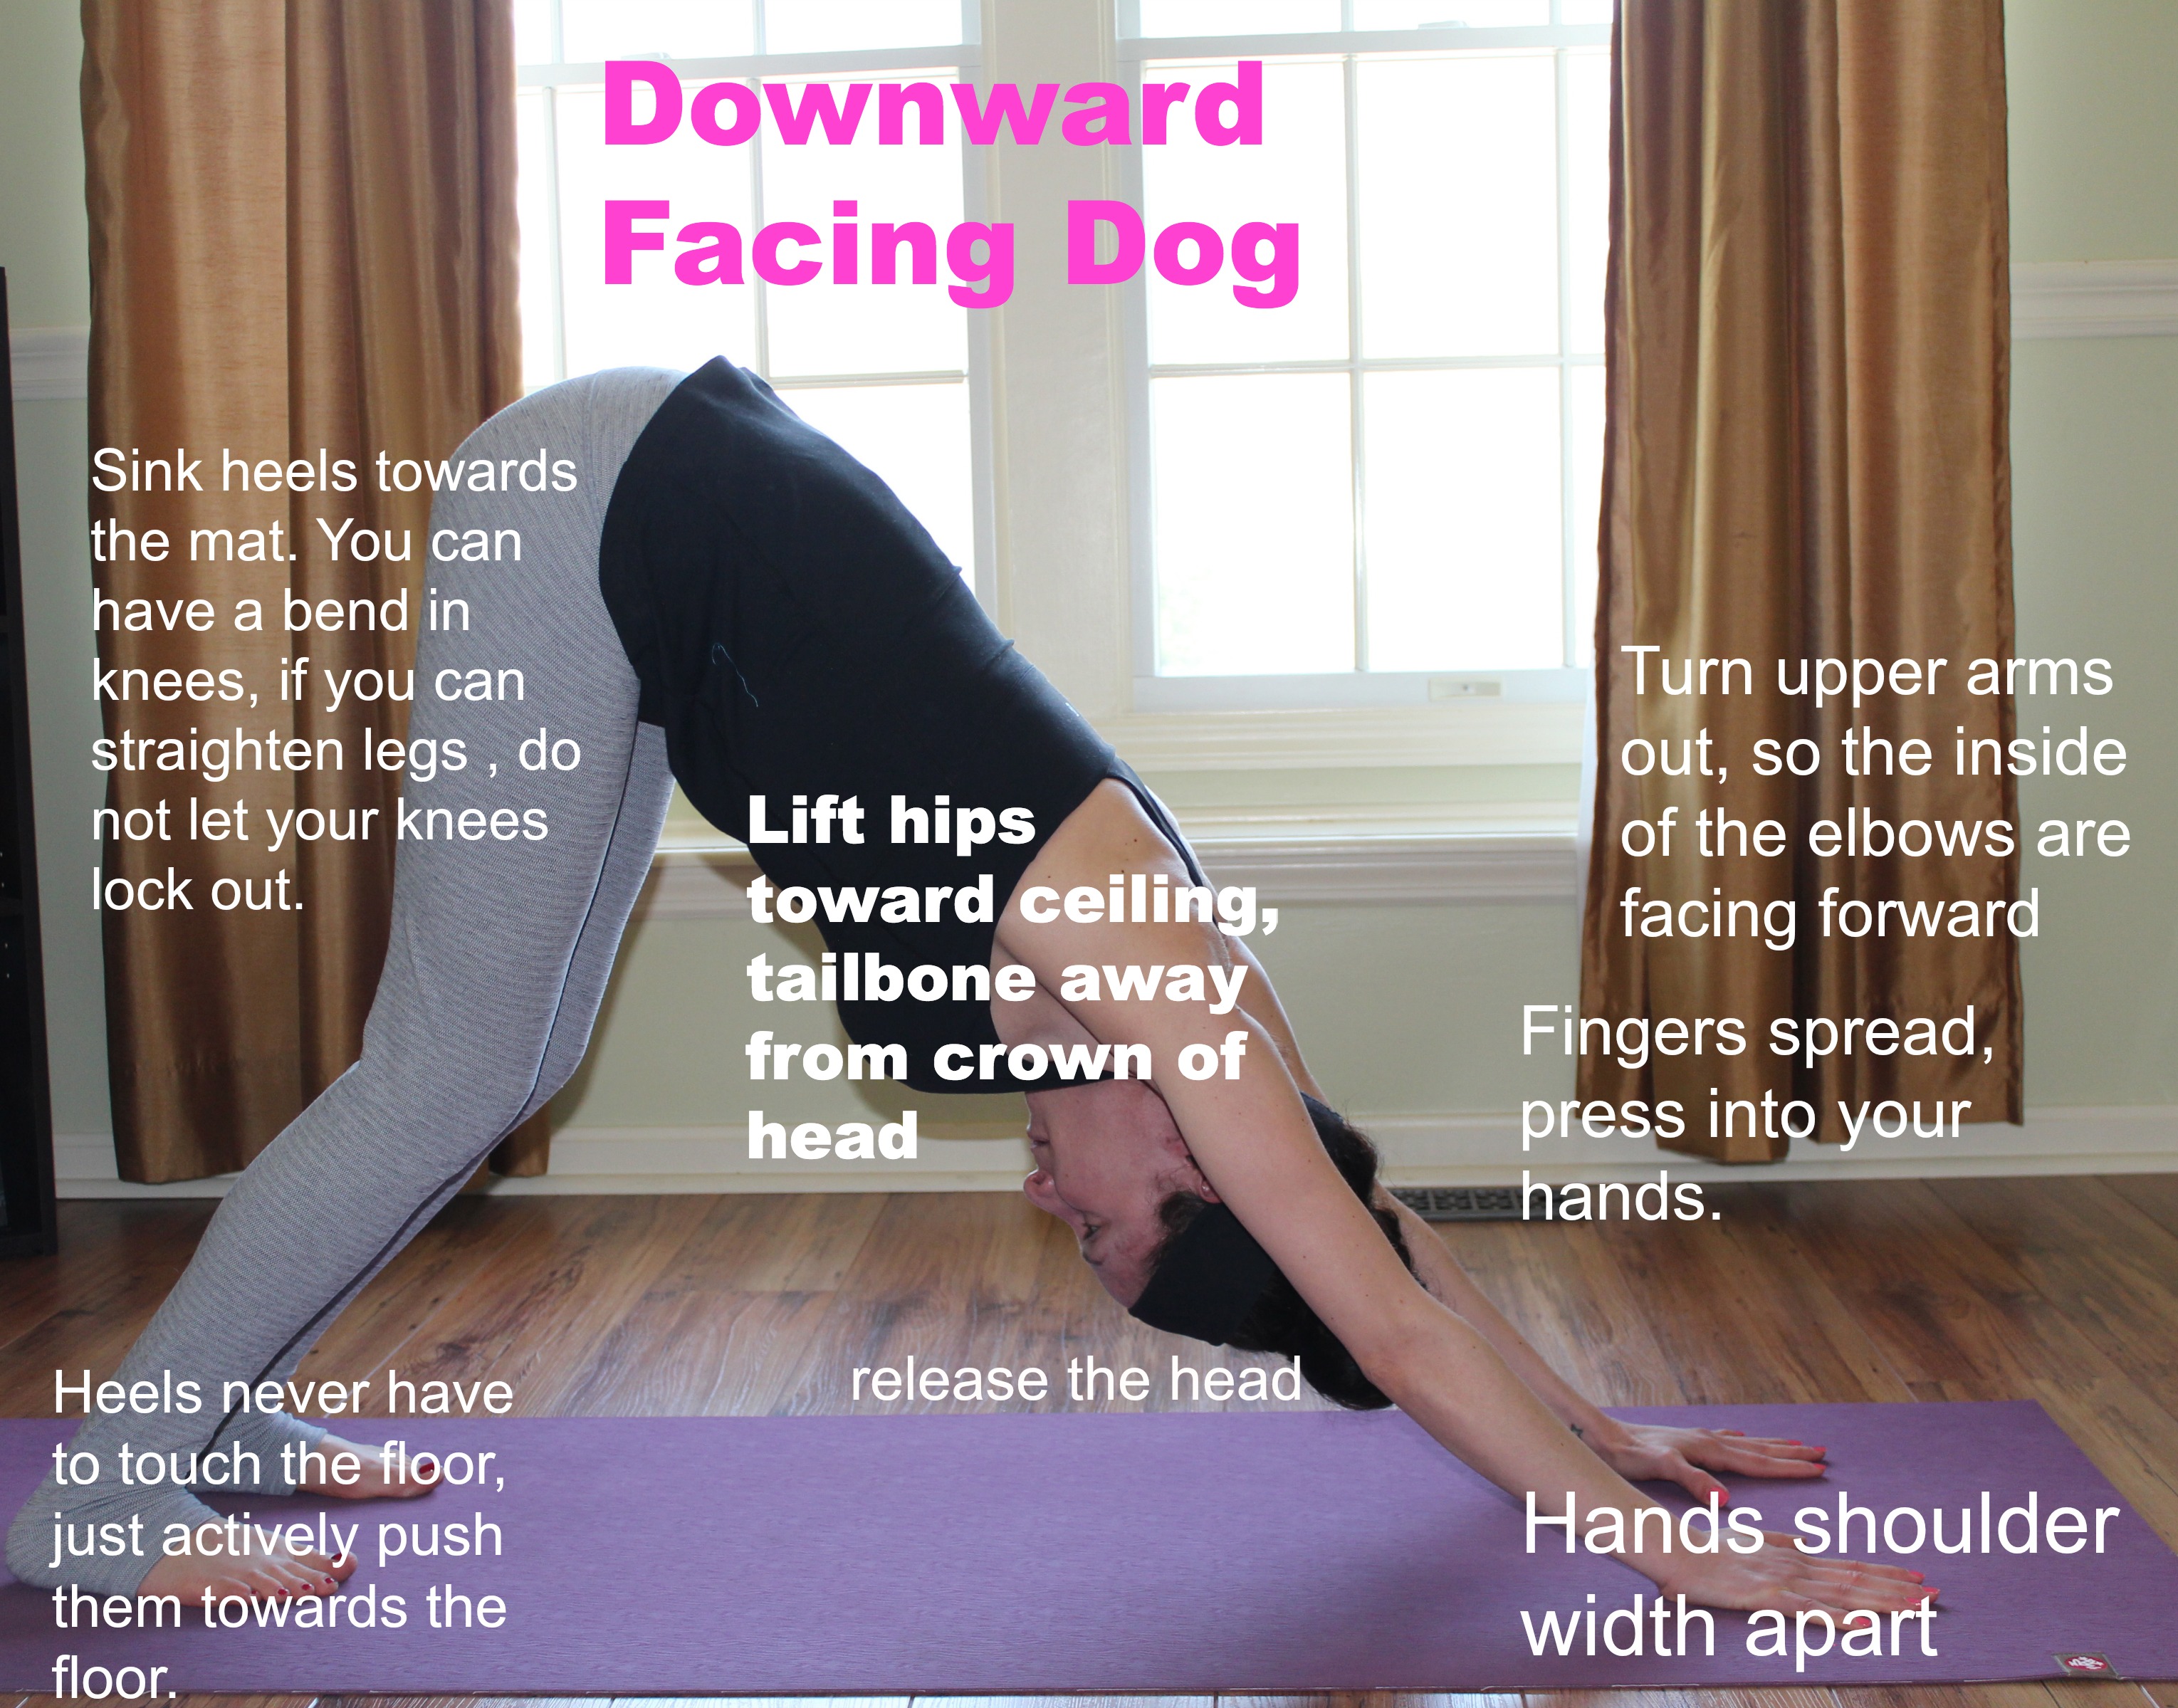 Downward
Facing Dog
Sink heels towards
the mat. You can
have a bend in
knees, if you can
straighten legs , do
not let your knees
lock out.
Lift hips
toward ceiling,
tailbone away
from crown of
head
Turn upper arms
out, so the inside
of the elbows are
facing forward
Fingers spread,
press into your
hands.
release the head
Heels never have
to touch the floor,
just actively push
them towards the
floor.
Hands shoulder
width apart